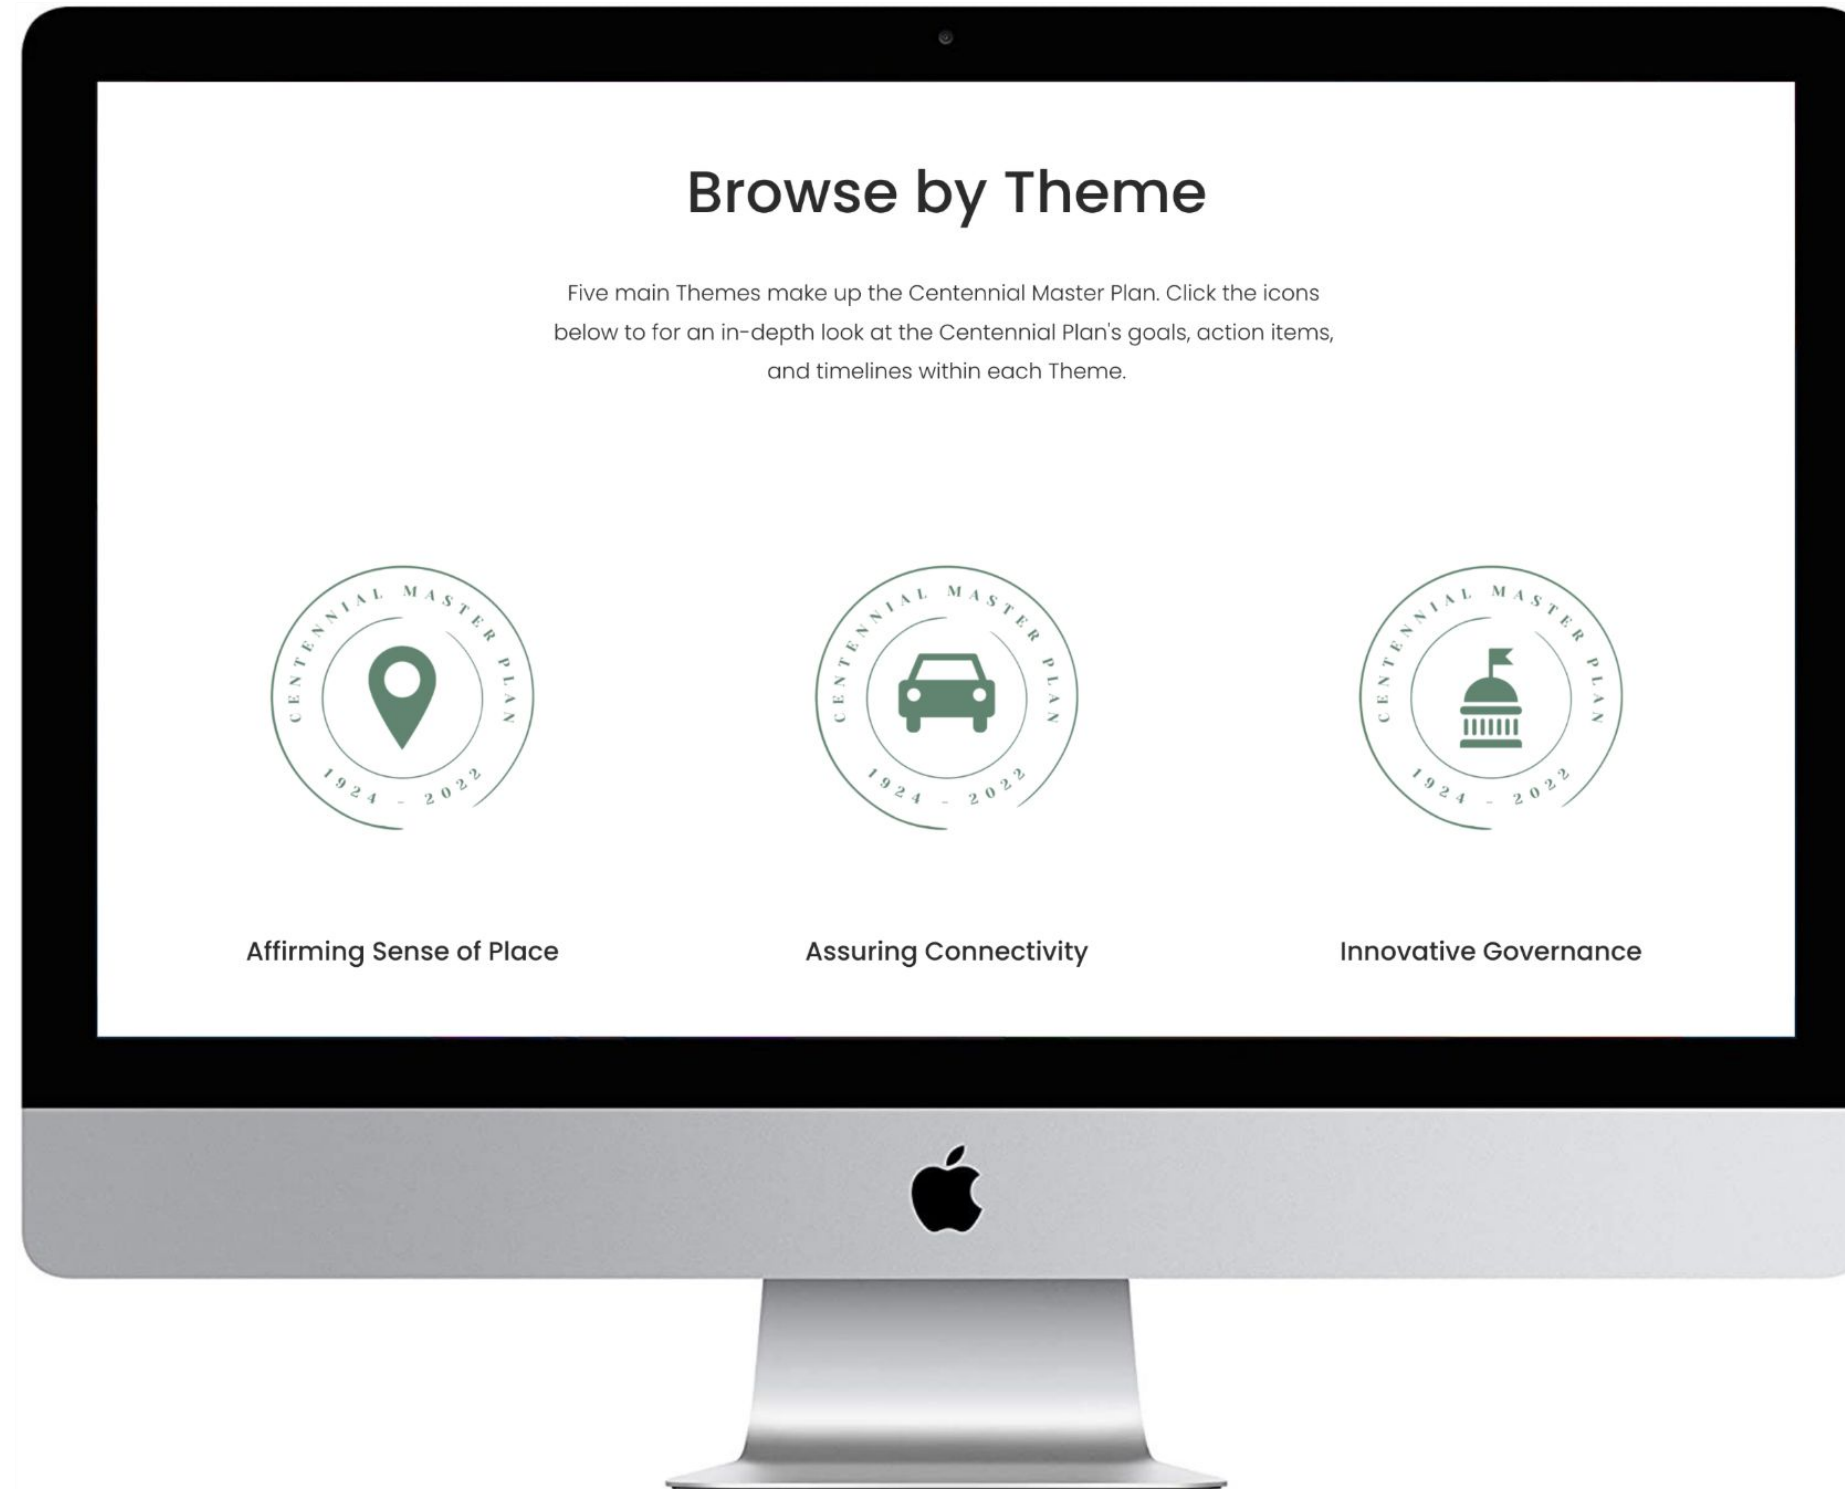 Browse by Theme
Five main Themes make up the Centennial Master Plan. Click the icons
below to for an in-depth look at the Centennial Plan's goals, action items,
and timelines within each Theme.
CENTENNIAL MASTER PLAN
1924 - 2022
CENTENNIAL MASTER PLAN
1924 - 2022
CENTENNIAL MASTER PLAN
1924 - 2022
Affirming Sense of Place
Assuring Connectivity
Innovative Governance